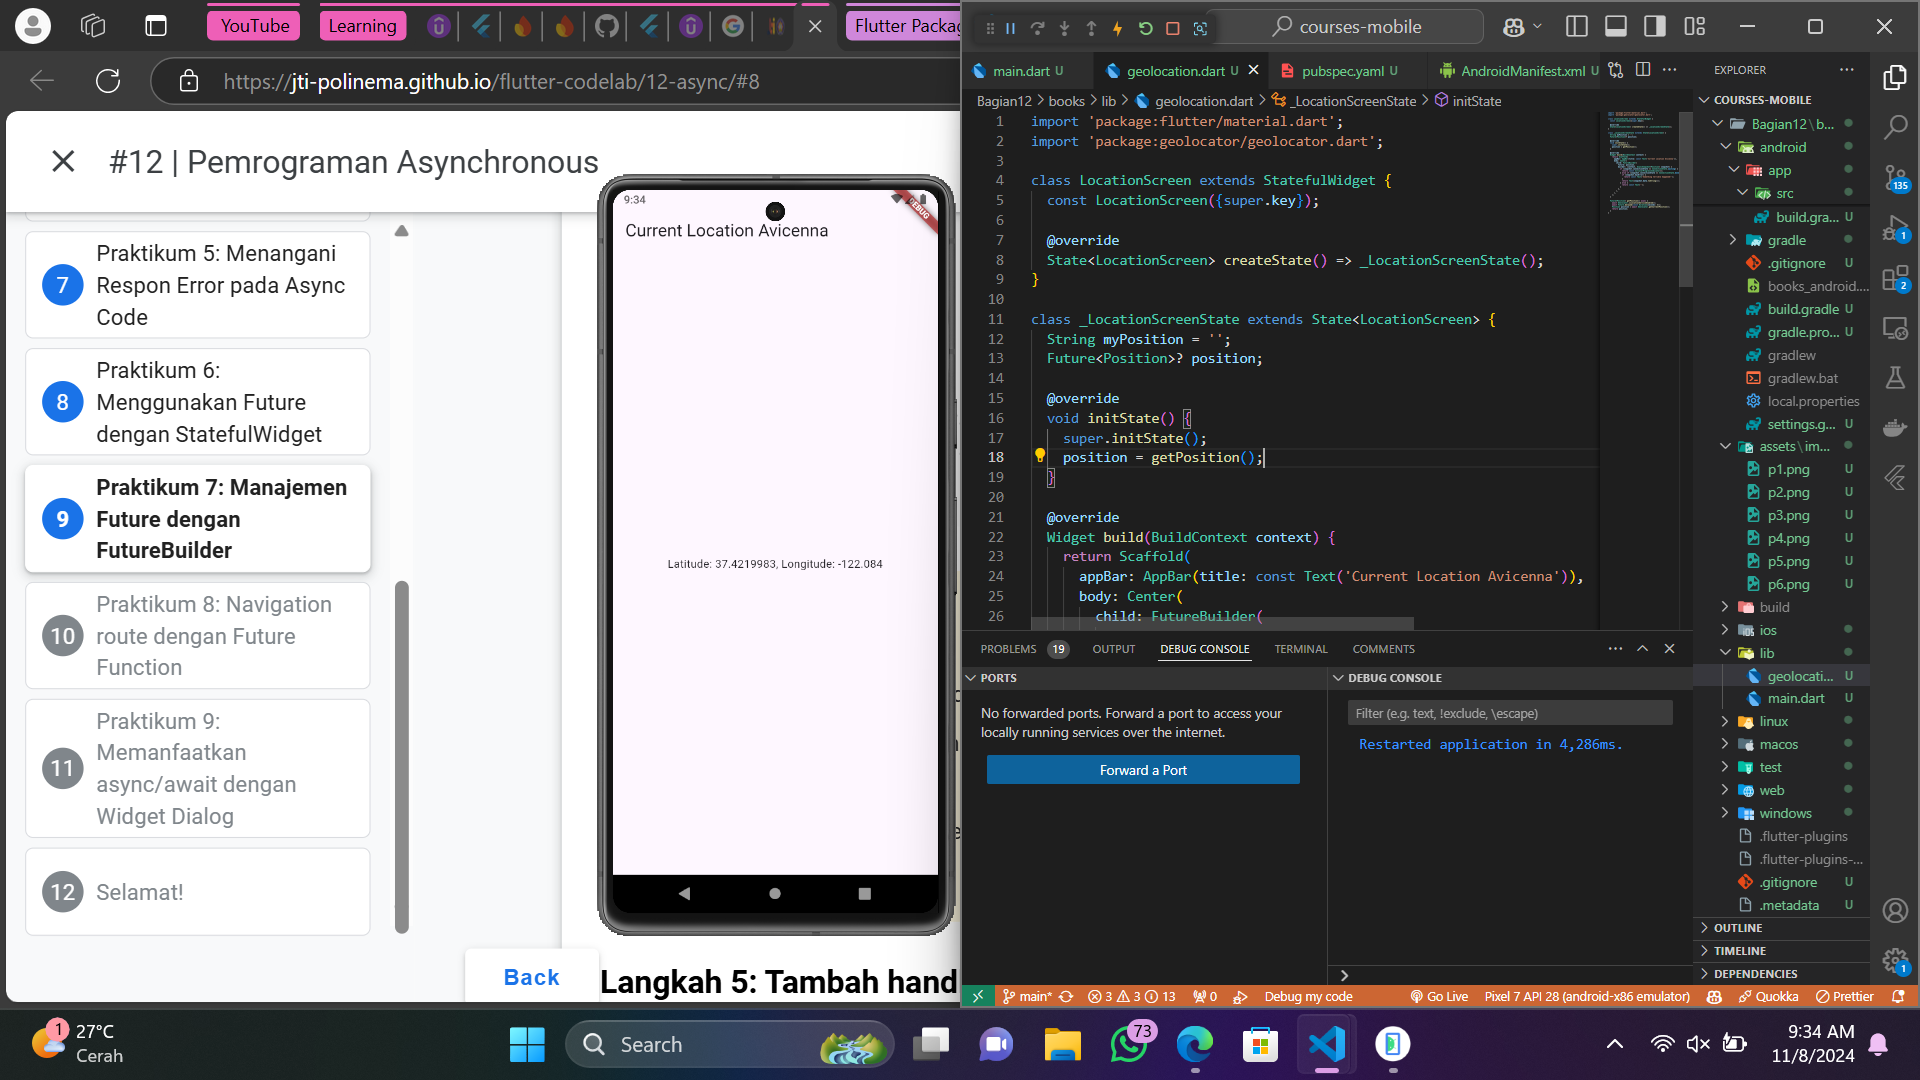 YouTube
Learning
Flutter Packag
https://jti-polinema.github.io/flutter-codelab/12-async/#8
#12 | Pemrograman Asynchronous
7
Praktikum 5: Menangani
Respon Error pada Async
Code
8
Praktikum 6:
Menggunakan Future
dengan StatefulWidget
9
Praktikum 7: Manajemen
Future dengan
FutureBuilder
10
Praktikum 8: Navigation
route dengan Future
Function
11
Praktikum 9:
Memanfaatkan
async/await dengan
Widget Dialog
12
Selamat!
Back
Langkah 5: Tambah hand
9:34
DEBUG
Current Location Avicenna
Latitude: 37.4219983, Longitude: -122.084
courses-mobile
main.dart U
geolocation.dart U
pubspec.yaml U
AndroidManifest.xml U
Bagian12 > books > lib > geolocation.dart > _LocationScreenState > initState
1 import 'package:flutter/material.dart';
2 import 'package:geolocator/geolocator.dart';
3
4 class LocationScreen extends StatefulWidget {
5 const LocationScreen({super.key});
6
7 @override
8 State<LocationScreen> createState() => _LocationScreenState();
9 }
10
11 class _LocationScreenState extends State<LocationScreen> {
12 String myPosition = '';
13 Future<Position>? position;
14
15 @override
16 void initState() {
17 super.initState();
18 position = getPosition();
19 }
20
21 @override
22 Widget build(BuildContext context) {
23 return Scaffold(
24 appBar: AppBar(title: const Text('Current Location Avicenna')),
25 body: Center(
26 child: FutureBuilder(
PROBLEMS 19 OUTPUT DEBUG CONSOLE TERMINAL COMMENTS
PORTS
No forwarded ports. Forward a port to access your
locally running services over the internet.
Forward a Port
DEBUG CONSOLE
Filter (e.g. text, !exclude, \escape)
Restarted application in 4,286ms.
EXPLORER
COURSES-MOBILE
Bagian12\b...
android
app
src
build.gra... U
gradle
.gitignore U
books_android....
build.gradle U
gradle.pro... U
gradlew
gradlew.bat
local.properties
settings.g... U
assets\im...
p1.png U
p2.png U
p3.png U
p4.png U
p5.png U
p6.png U
build
ios
lib
geolocati... U
main.dart U
linux
macos
test
web
windows
.flutter-plugins
.flutter-plugins-...
.gitignore U
.metadata U
OUTLINE
TIMELINE
DEPENDENCIES
135
1
2
1
main* 3 3 13 0 Debug my code Go Live Pixel 7 API 28 (android-x86 emulator) Quokka Prettier
1
27°C
Cerah
Search
73
9:34 AM
11/8/2024